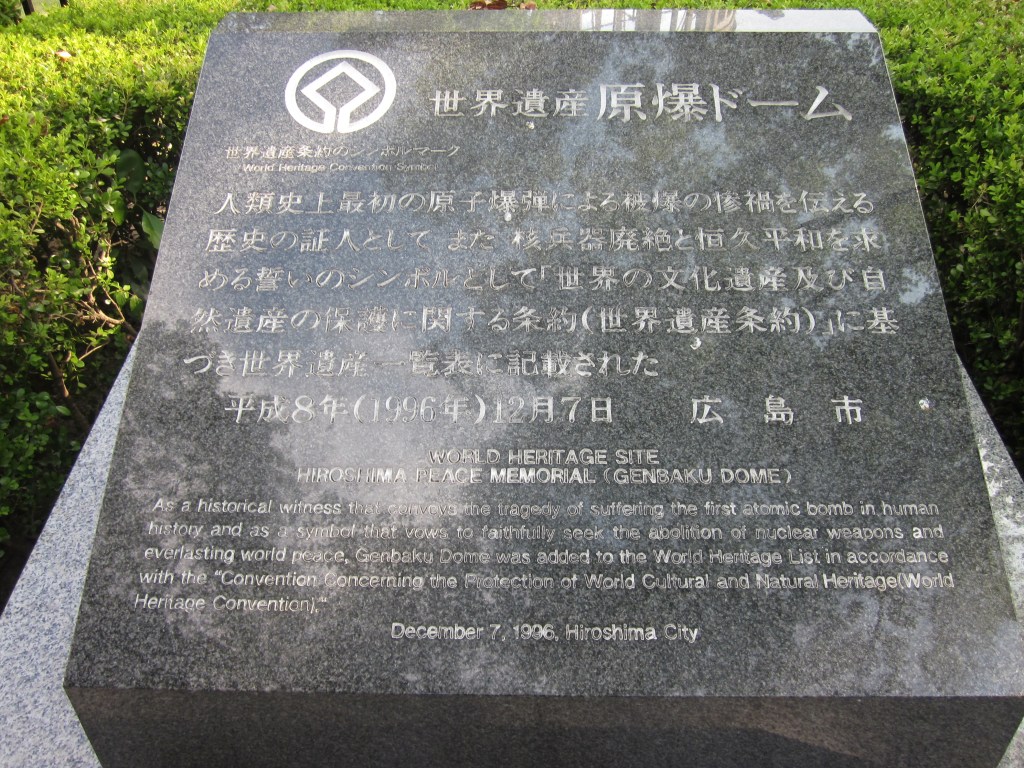 世界遺産 原爆ドーム
世界遺産条約のシンボルマーク
World Heritage Convention Symbol
人類史上最初の原子爆弾による被爆の惨禍を伝える
歴史の証人として また 核兵器廃絶と恒久平和を求
める誓いのシンボルとして「世界の文化遺産及び自
然遺産の保護に関する条約(世界遺産条約)」に基
づき世界遺産一覧表に記載された
平成8年(1996年)12月7日 広島市
WORLD HERITAGE SITE
HIROSHIMA PEACE MEMORIAL (GENBAKU DOME)
As a historical witness that conveys the tragedy of suffering the first atomic bomb in human
history and as a symbol that vows to faithfully seek the abolition of nuclear weapons and
everlasting world peace, Genbaku Dome was added to the World Heritage List in accordance
with the "Convention Concerning the Protection of World Cultural and Natural Heritage(World
Heritage Convention)."
December 7, 1996, Hiroshima City